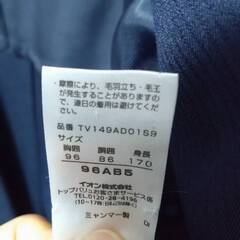 摩擦により、毛羽立ち・毛玉
が発生することがありますの
で、連日の着用は避けてくださ
い。
品番 TV149AD01S9
サイズ
胸囲 胴囲 身長
96 86 170
96AB5
イオン株式会社
トップバリュお客さまサービス係
TEL.0120-28-4196
ミャンマー製